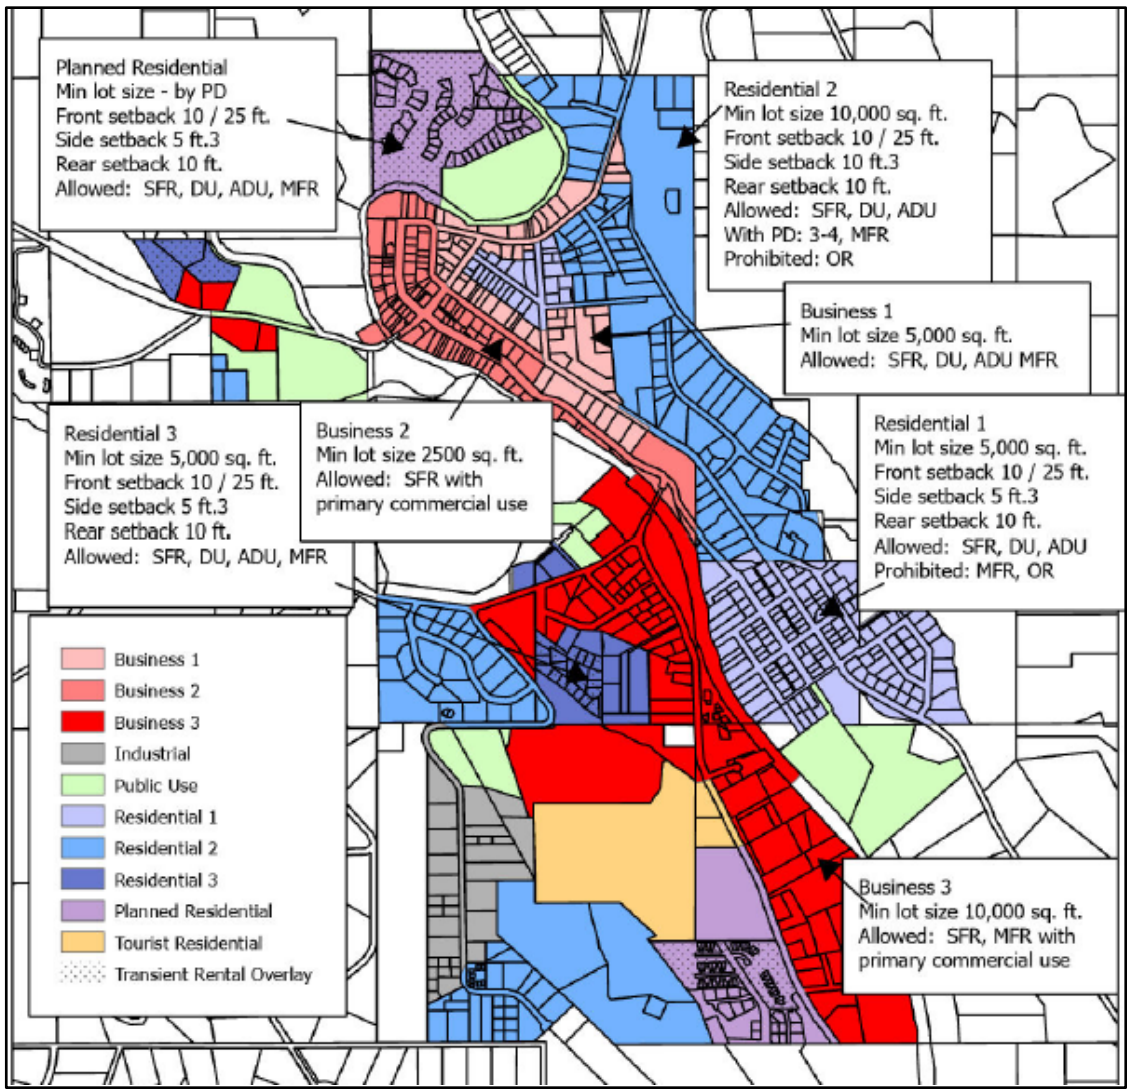 Planned Residential
Min lot size - by PD
Front setback 10 / 25 ft.
Side setback 5 ft.3
Rear setback 10 ft.
Allowed:  SFR, DU, ADU, MFR
Residential 2
Min lot size 10,000 sq. ft.
Front setback 10 / 25 ft.
Side setback 10 ft.3
Rear setback 10 ft.
Allowed:  SFR, DU, ADU
With PD: 3-4, MFR
Prohibited: OR
Business 1
Min lot size 5,000 sq. ft.
Allowed:  SFR, DU, ADU MFR
Residential 3
Min lot size 5,000 sq. ft.
Front setback 10 / 25 ft.
Side setback 5 ft.3
Rear setback 10 ft.
Allowed:  SFR, DU, ADU, MFR
Business 2
Min lot size 2500 sq. ft.
Allowed:  SFR with
primary commercial use
Residential 1
Min lot size 5,000 sq. ft.
Front setback 10 / 25 ft.
Side setback 5 ft.3
Rear setback 10 ft.
Allowed:  SFR, DU, ADU
Prohibited: MFR, OR
Business 1
Business 2
Business 3
Industrial
Public Use
Residential 1
Residential 2
Residential 3
Planned Residential
Tourist Residential
Transient Rental Overlay
Business 3
Min lot size 10,000 sq. ft.
Allowed:  SFR, MFR with
primary commercial use